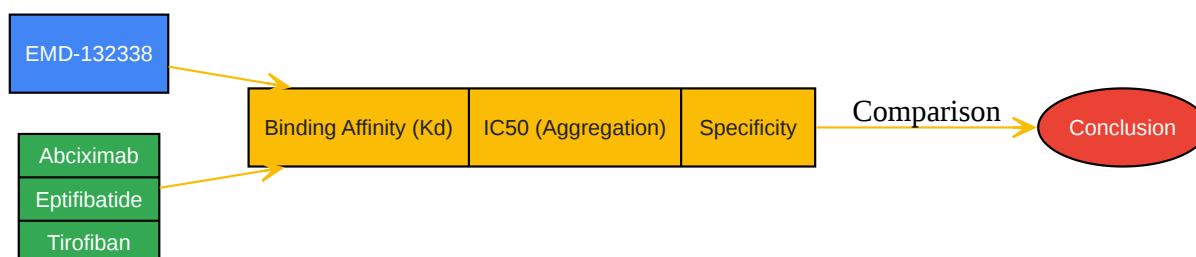 EMD-132338
Binding Affinity (Kd)
IC50 (Aggregation)
Specificity
Comparison
Conclusion
Abciximab
Eptifibatide
Tirofiban